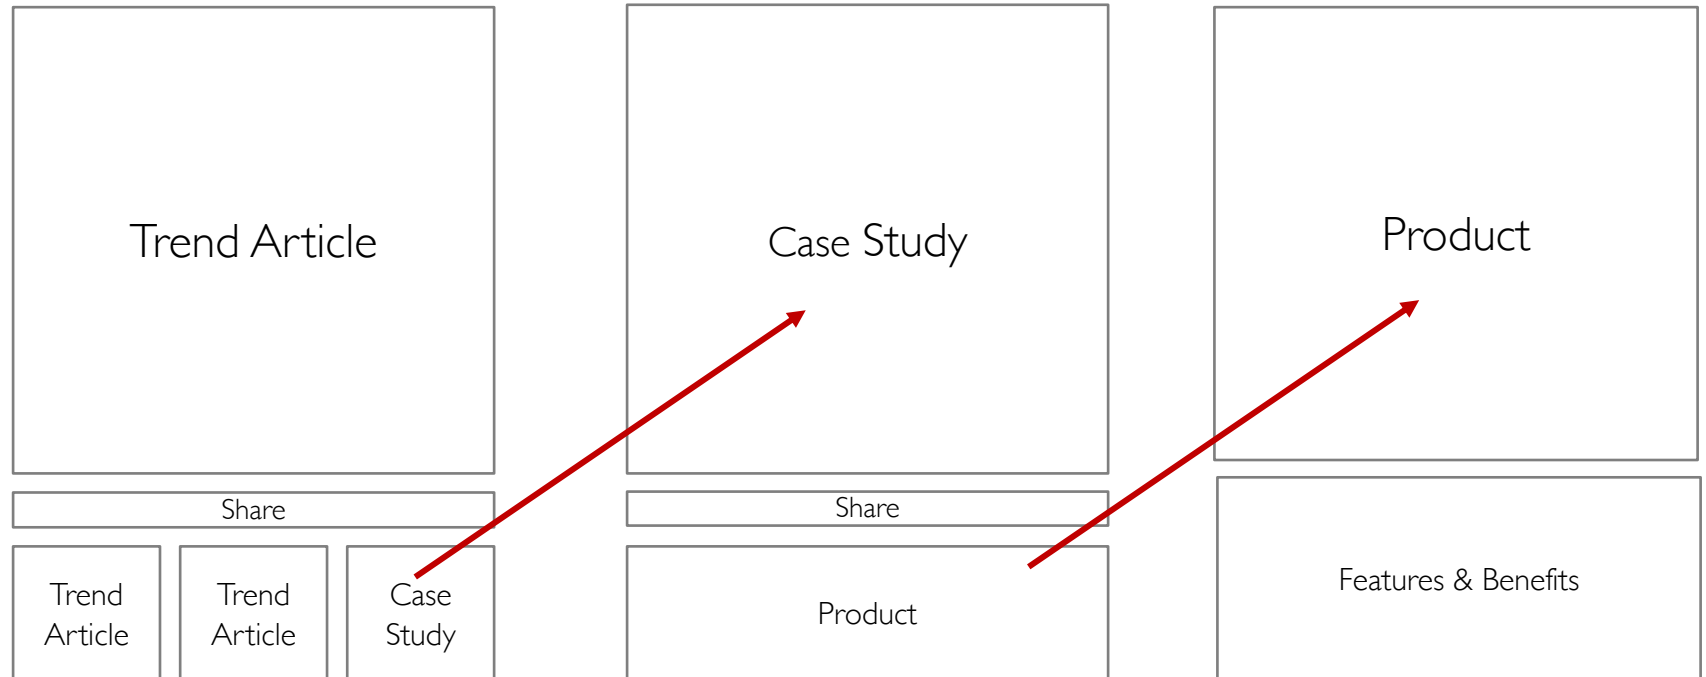 Trend Article
Share
Trend
Article
Trend
Article
Case
Study
Case Study
Share
Product
Product
Features & Benefits